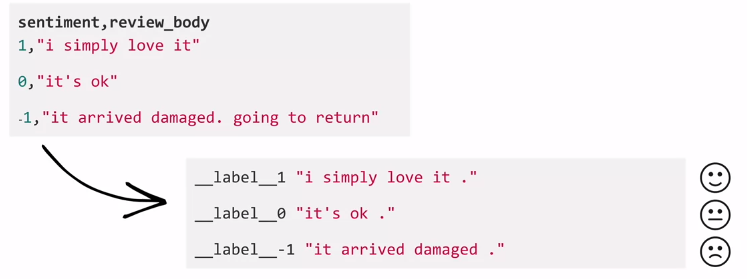 sentiment,review_body
1,"i simply love it"
0,"it's ok"
-1,"it arrived damaged. going to return"
__label__1 "i simply love it ."
__label__0 "it's ok ."
__label__-1 "it arrived damaged ."